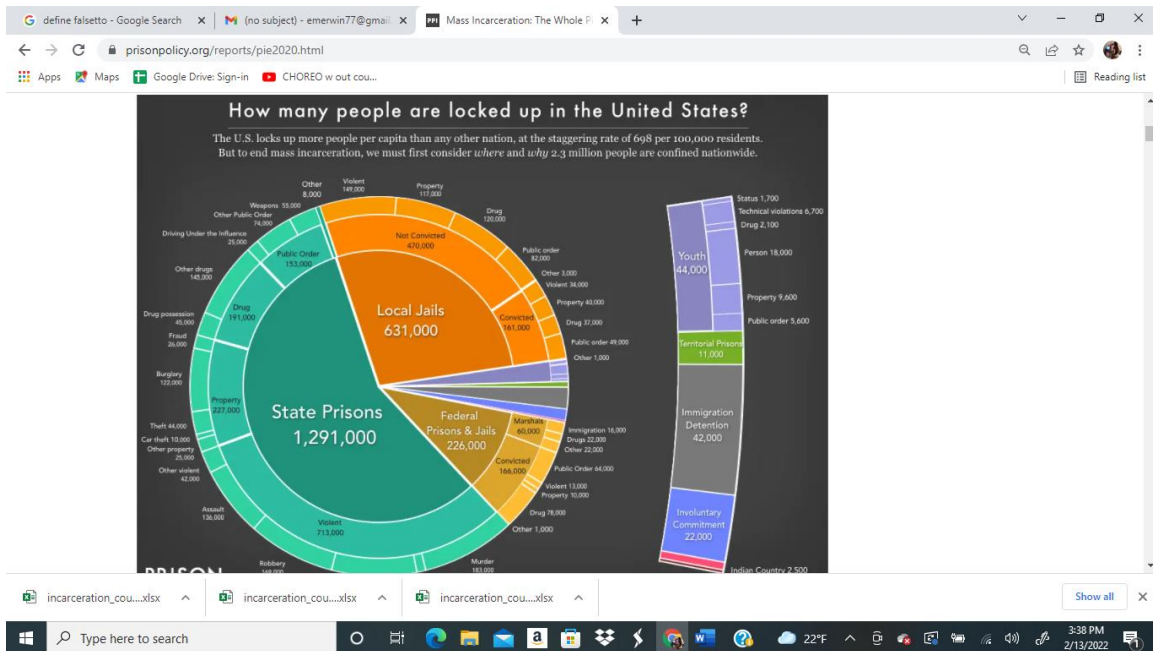 define falsetto - Google Search
(no subject) - emerwin77@gmail
PPI
Mass Incarceration: The Whole P
prisonpolicy.org/reports/pie2020.html
Apps
Maps
Google Drive: Sign-in
CHOREO w out cou...
Reading list
How many people are locked up in the United States?
The U.S. locks up more people per capita than any other nation, at the staggering rate of 698 per 100,000 residents.
But to end mass incarceration, we must first consider where and why 2.3 million people are confined nationwide.
Other
8,000
Violent
149,000
Property
117,000
Drug
120,000
Public order
82,000
Other 3,000
Violent 34,000
Property 40,000
Drug 37,000
Public order 49,000
Other 1,000
Not Convicted
470,000
Convicted
161,000
Local Jails
631,000
Weapons 55,000
Other Public Order
74,000
Driving Under the Influence
25,000
Public Order
153,000
Other drugs
145,000
Drug possession
45,000
Drug
191,000
Fraud
26,000
Burglary
122,000
Property
227,000
Theft 44,000
Car theft 10,000
Other property
25,000
Other violent
42,000
Assault
136,000
Violent
713,000
Robbery
Murder
183,000
State Prisons
1,291,000
Federal
Prisons & Jails
226,000
Marshals
60,000
Convicted
166,000
Immigration 16,000
Drugs 22,000
Other 22,000
Public Order 64,000
Violent 13,000
Property 10,000
Drug 78,000
Other 1,000
Youth
44,000
Status 1,700
Technical violations 6,700
Drug 2,100
Person 18,000
Property 9,600
Public order 5,600
Territorial Prisons
11,000
Immigration
Detention
42,000
Involuntary
Commitment
22,000
Indian Country 2,500
PRISON
incarceration_cou....xlsx
incarceration_cou....xlsx
incarceration_cou....xlsx
Show all
Type here to search
22°F
3:38 PM
2/13/2022